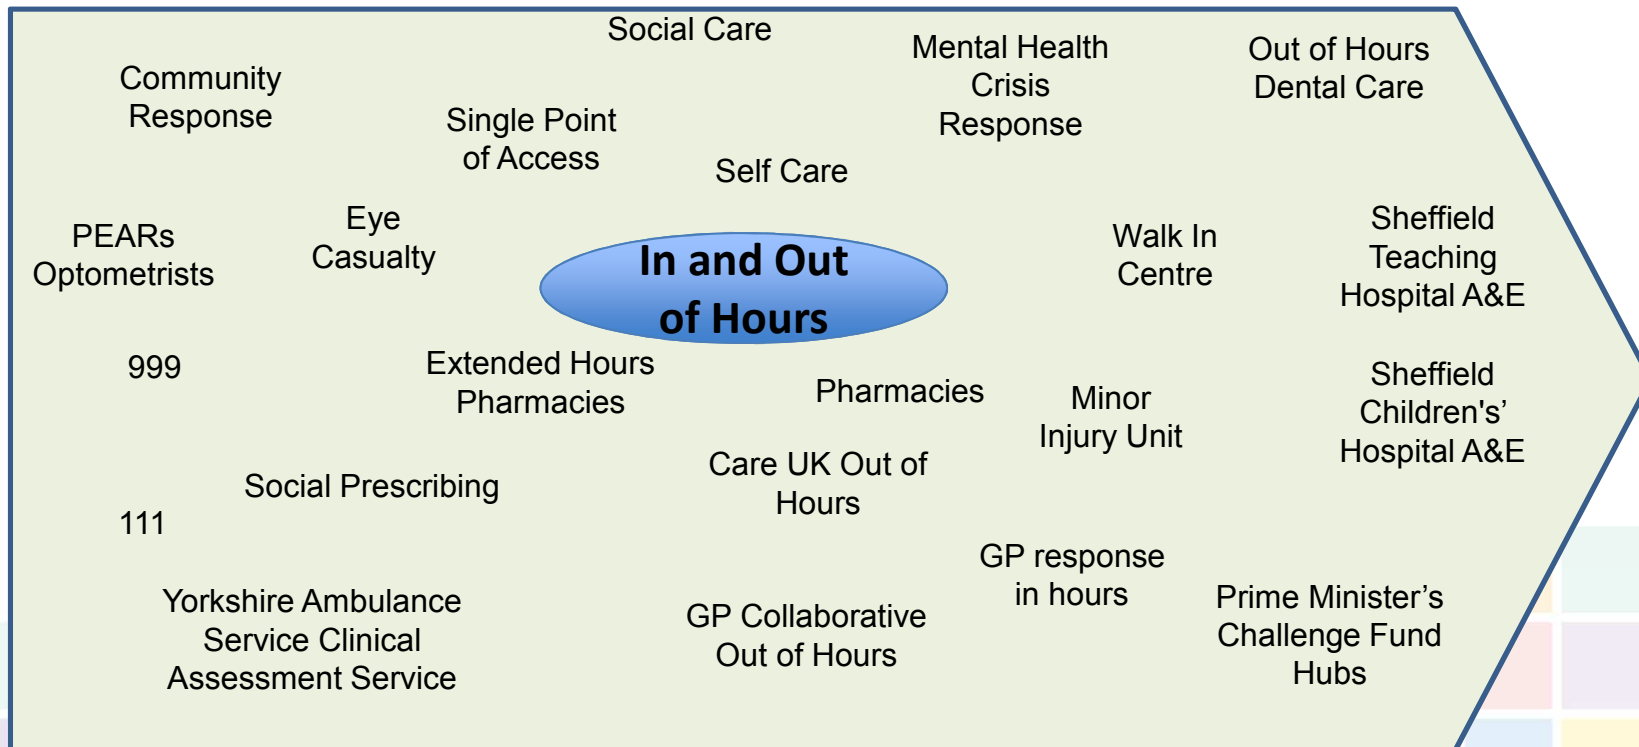 Social Care
Community
Response
Single Point
of Access
Mental Health
Crisis
Response
Out of Hours
Dental Care
Self Care
PEARs
Optometrists
Eye
Casualty
In and Out
of Hours
Walk In
Centre
Sheffield
Teaching
Hospital A&E
999
Extended Hours
Pharmacies
Pharmacies
Minor
Injury Unit
Sheffield
Children's’
Hospital A&E
Social Prescribing
Care UK Out of
Hours
111
GP response
in hours
Yorkshire Ambulance
Service Clinical
Assessment Service
GP Collaborative
Out of Hours
Prime Minister’s
Challenge Fund
Hubs